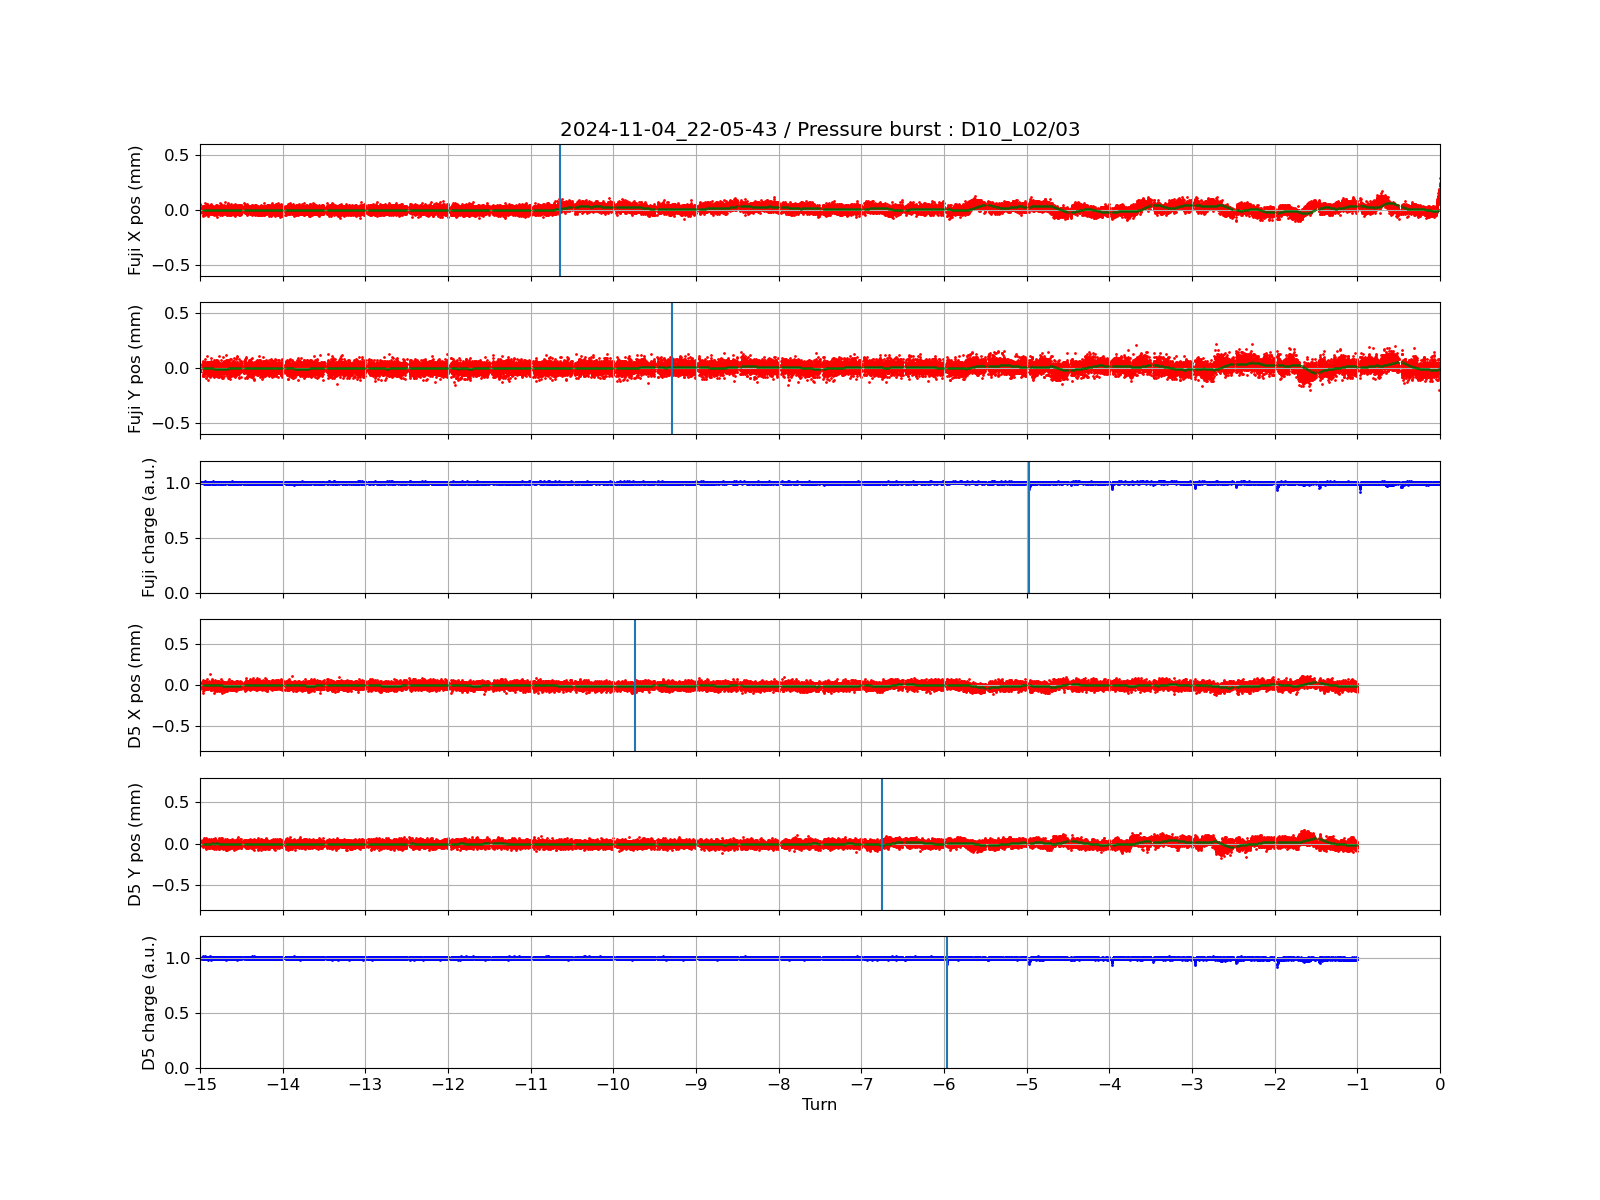 2024-11-04_22-05-43 / Pressure burst : D10_L02/03
Fuji X pos (mm)
0.5
0.0
−0.5
Fuji Y pos (mm)
0.5
0.0
−0.5
Fuji charge (a.u.)
1.0
0.5
0.0
D5 X pos (mm)
0.5
0.0
−0.5
D5 Y pos (mm)
0.5
0.0
−0.5
D5 charge (a.u.)
1.0
0.5
0.0
−15 −14 −13 −12 −11 −10 −9 −8 −7 −6 −5 −4 −3 −2 −1 0
Turn